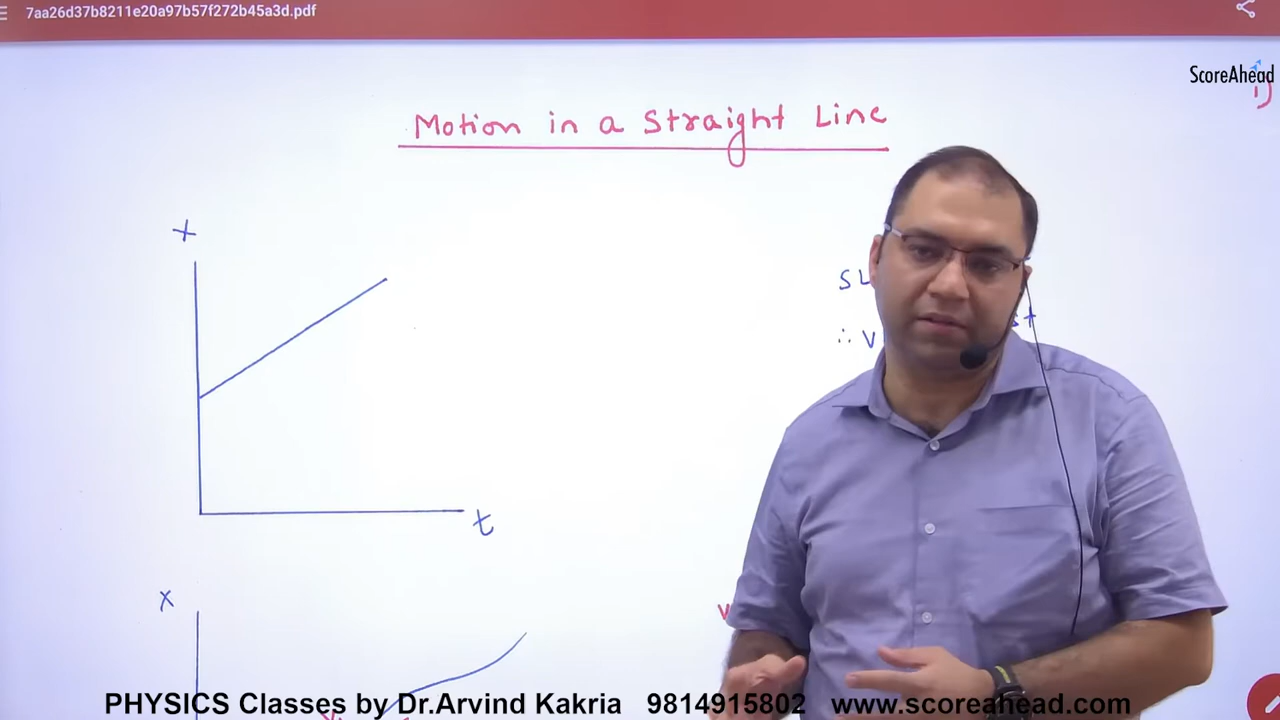 7aa26d37b8211e20a97b57f272b45a3d.pdf
ScoreAhead
Motion in a Straight Line
x
t
∴ V
x
PHYSICS Classes by Dr.Arvind Kakria 9814915802 www.scoreahead.com